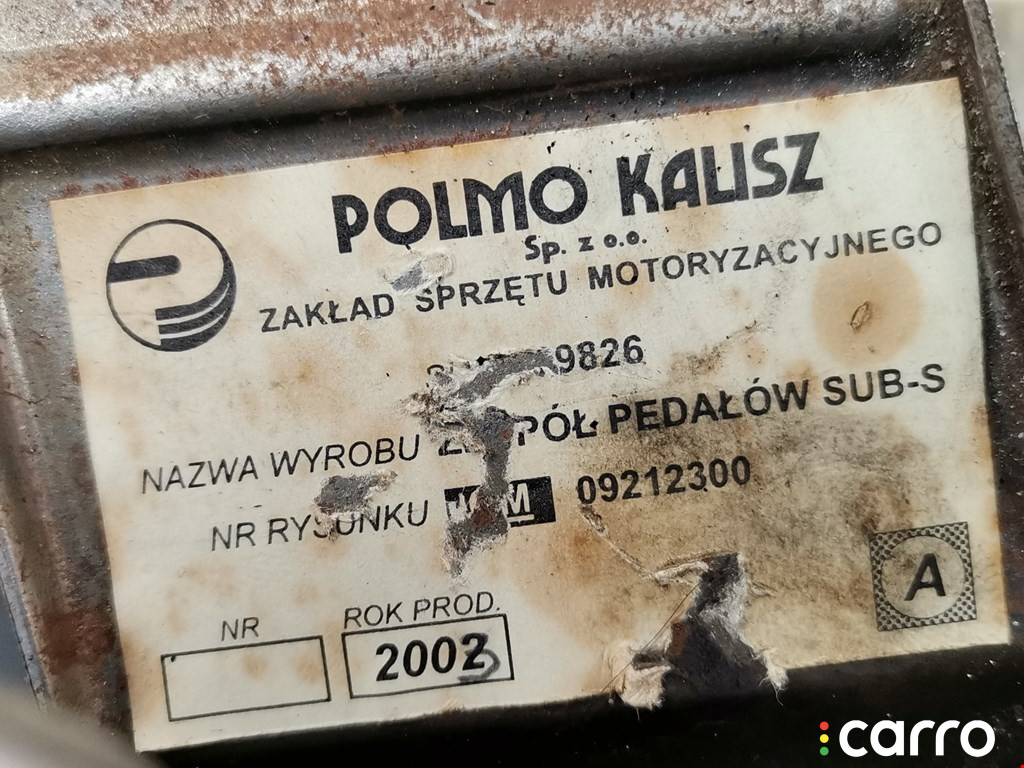 POLMO KALISZ
Sp. z o.o.
ZAKŁAD SPRZĘTU MOTORYZACYJNEGO
9826
NAZWA WYROBU PEDAŁÓW SUB-S
NR RYSUNKU 09212300
A
NR
ROK PROD.
2002
carro